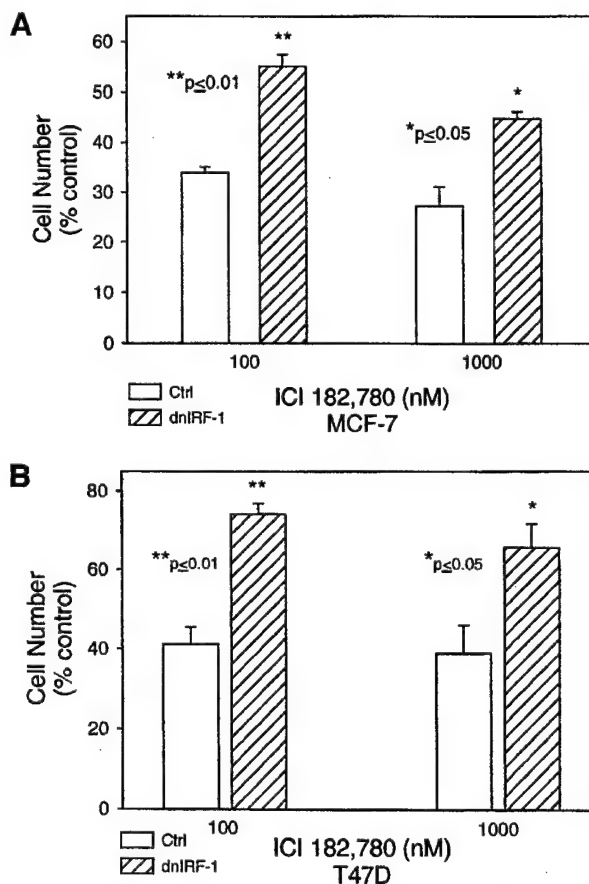 A
60
50
40
30
20
10
0
Cell Number
(% control)
**p≤0.01
**
*p≤0.05
*
100
1000
Ctrl
dnIRF-1
ICI 182,780 (nM)
MCF-7
B
80
60
40
20
0
Cell Number
(% control)
**p≤0.01
**
*p≤0.05
*
100
1000
Ctrl
dnIRF-1
ICI 182,780 (nM)
T47D